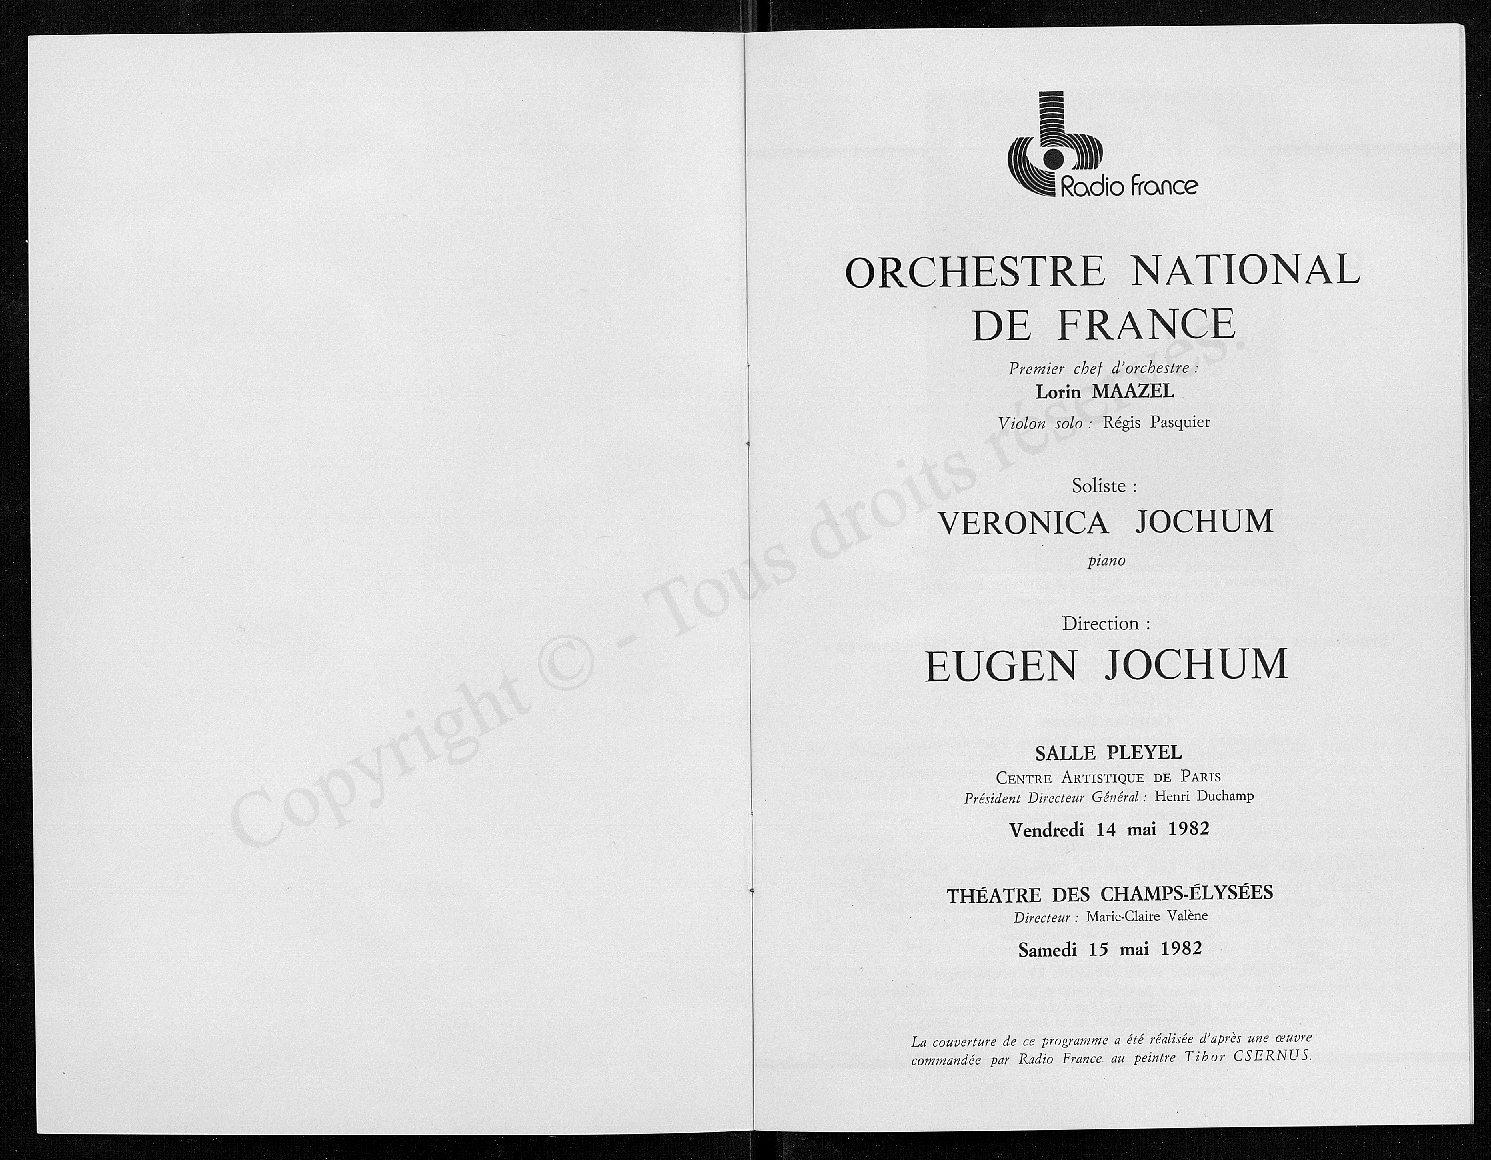 Radio France
ORCHESTRE NATIONAL
DE FRANCE
Premier chef d'orchestre :
Lorin MAAZEL
Violon solo : Régis Pasquier
Soliste :
VERONICA JOCHUM
piano
Direction :
EUGEN JOCHUM
SALLE PLEYEL
CENTRE ARTISTIQUE DE PARIS
Président Directeur Général : Henri Duchamp
Vendredi 14 mai 1982
THÉATRE DES CHAMPS-ÉLYSÉES
Directeur : Marie-Claire Valène
Samedi 15 mai 1982
La couverture de ce programme a été réalisée d'après une œuvre
commandée par Radio France au peintre Tibor CSERNUS.
Copyright © - Tous droits réservés.